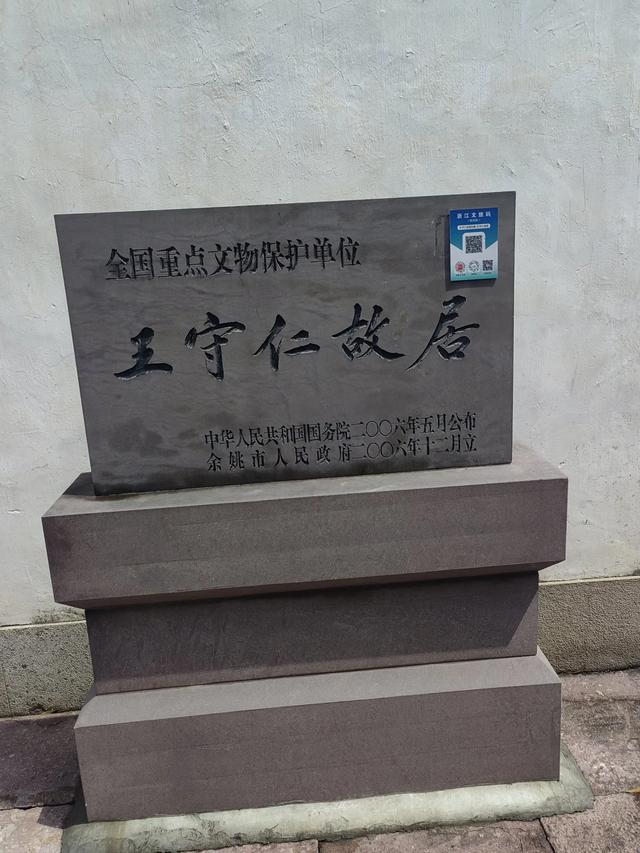 全国重点文物保护单位
浙江文旅码
王守仁故居
中华人民共和国国务院二〇〇六年五月公布
余姚市人民政府二〇〇六年十二月立